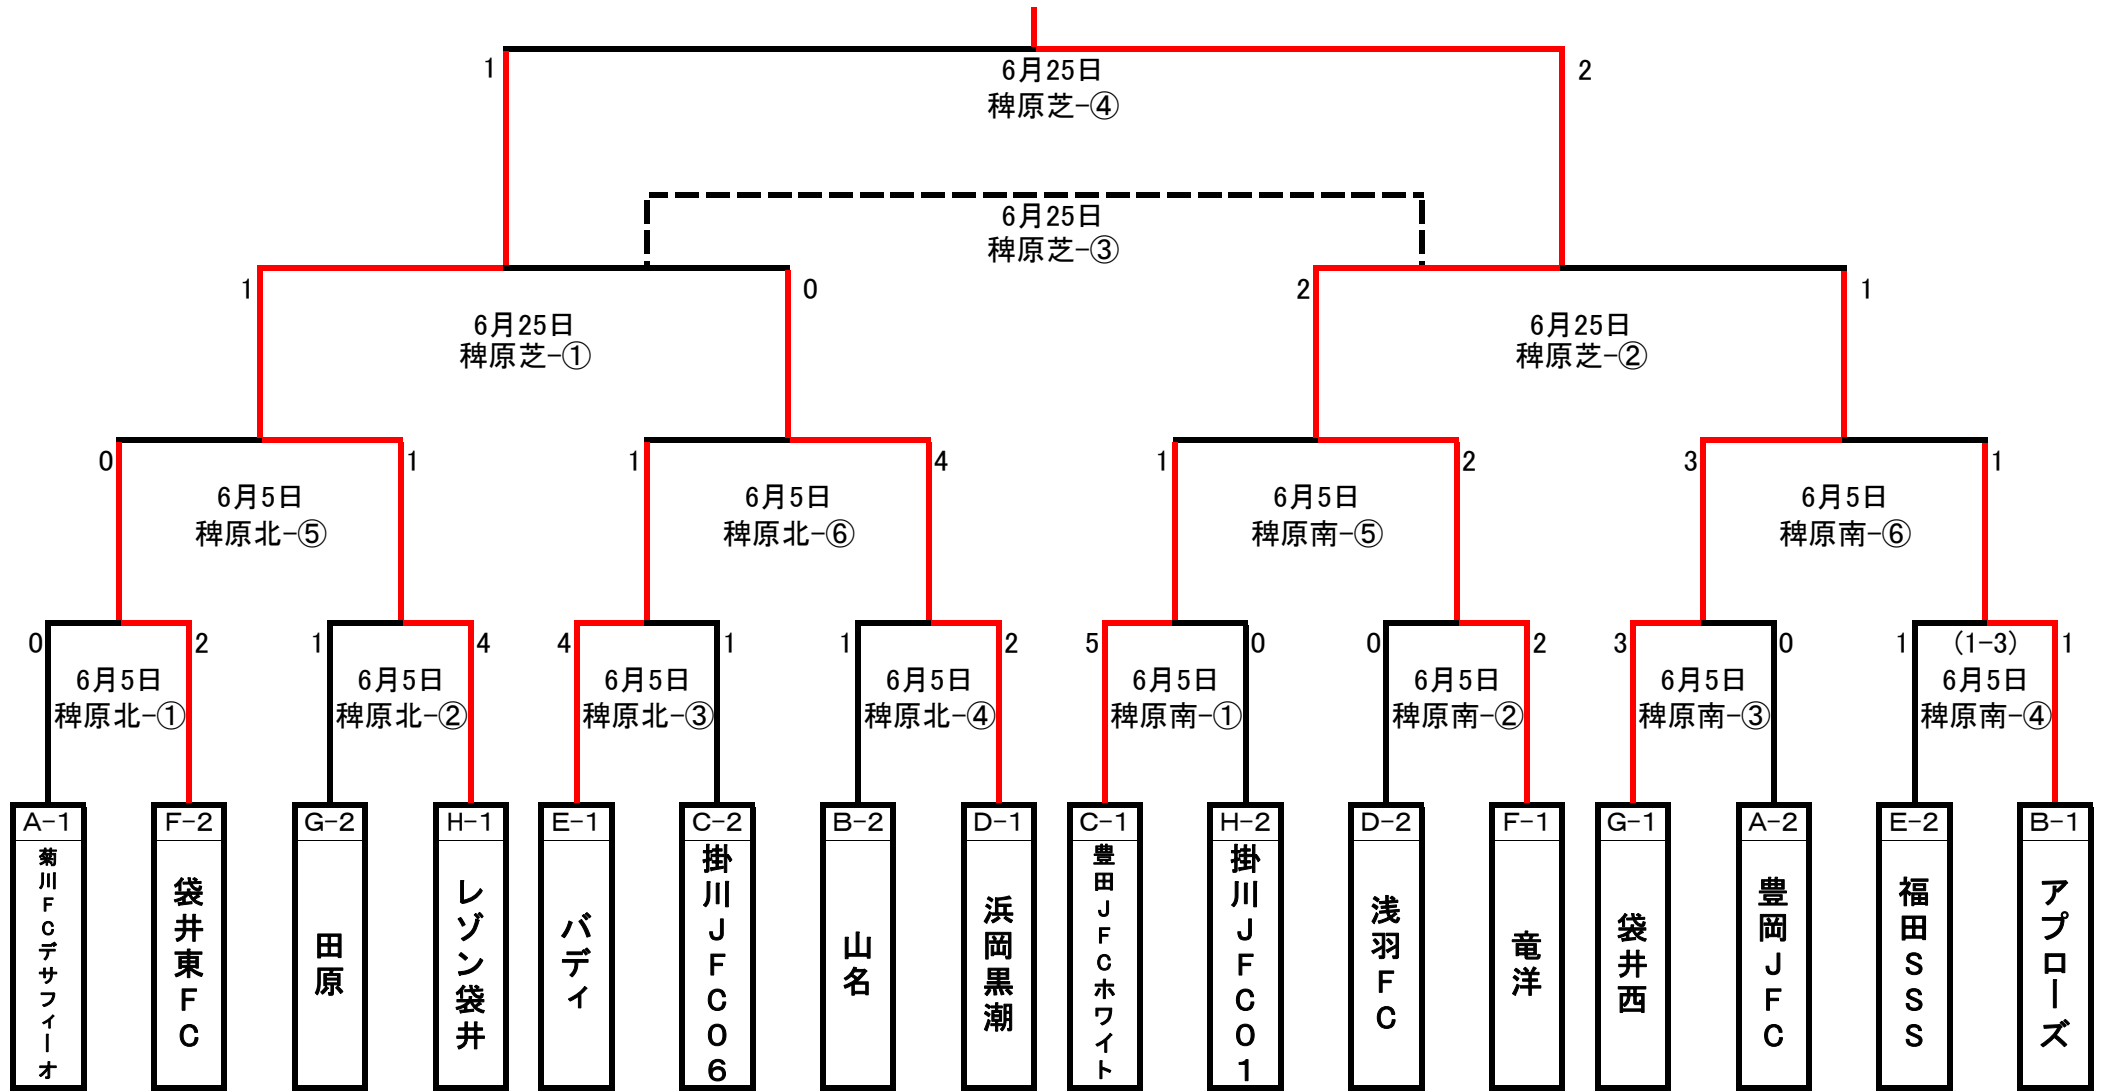 1
6月25日
稗原芝-④
2
6月25日
稗原芝-③
1
0
2
1
6月25日
稗原芝-①
6月25日
稗原芝-②
0
1
1
4
1
2
3
1
6月5日
稗原北-⑤
6月5日
稗原北-⑥
6月5日
稗原南-⑤
6月5日
稗原南-⑥
0
2
1
4
4
1
1
2
5
0
0
2
3
0
1
(1-3)
1
6月5日
稗原北-①
6月5日
稗原北-②
6月5日
稗原北-③
6月5日
稗原北-④
6月5日
稗原南-①
6月5日
稗原南-②
6月5日
稗原南-③
6月5日
稗原南-④
A-1
菊川FCデサフィーオ
F-2
袋井東FC
G-2
田原
H-1
レゾン袋井
E-1
バディ
C-2
掛川JFC06
B-2
山名
D-1
浜岡黒潮
C-1
豊田JFCホワイト
H-2
掛川JFC01
D-2
浅羽FC
F-1
竜洋
G-1
袋井西
A-2
豊岡JFC
E-2
福田SSS
B-1
アプローズ